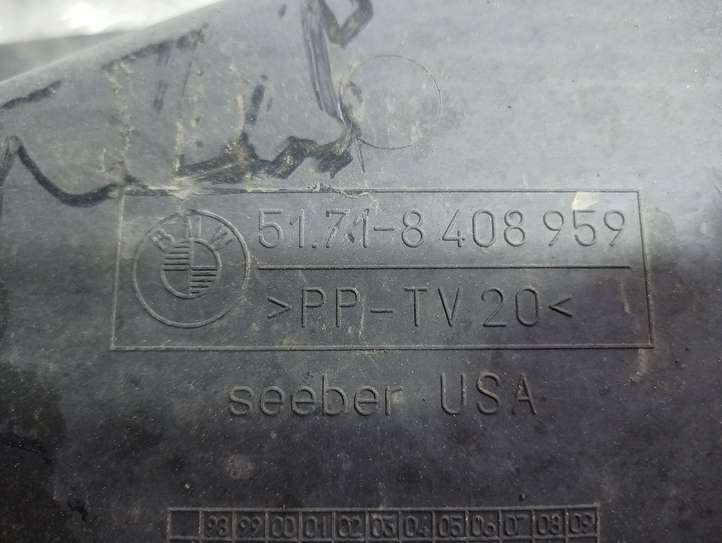 BMW
51.71-8 408 959
>PP-TV 20<
seeber USA
98 99 00 01 02 03 04 05 06 07 08 09